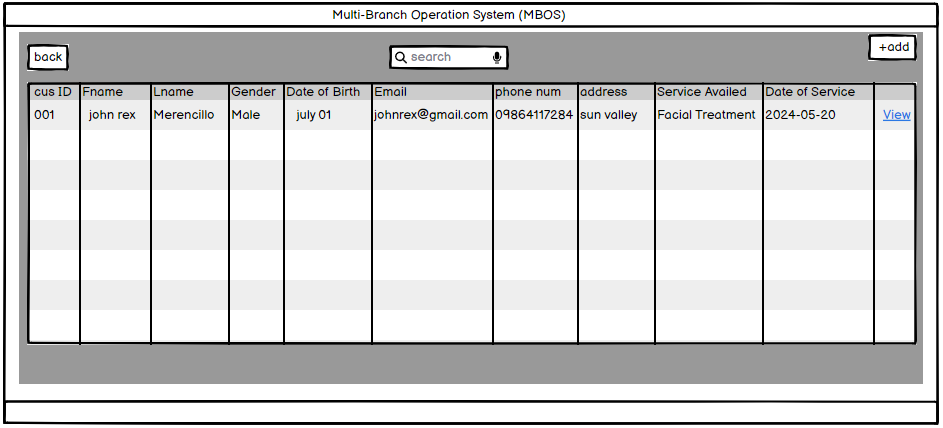 Multi-Branch Operation System (MBOS)
back search +add
cus ID Fname Lname Gender Date of Birth Email phone num address Service Availed Date of Service
001 john rex Merencillo Male july 01 johnrex@gmail.com 09864117284 sun valley Facial Treatment 2024-05-20 View